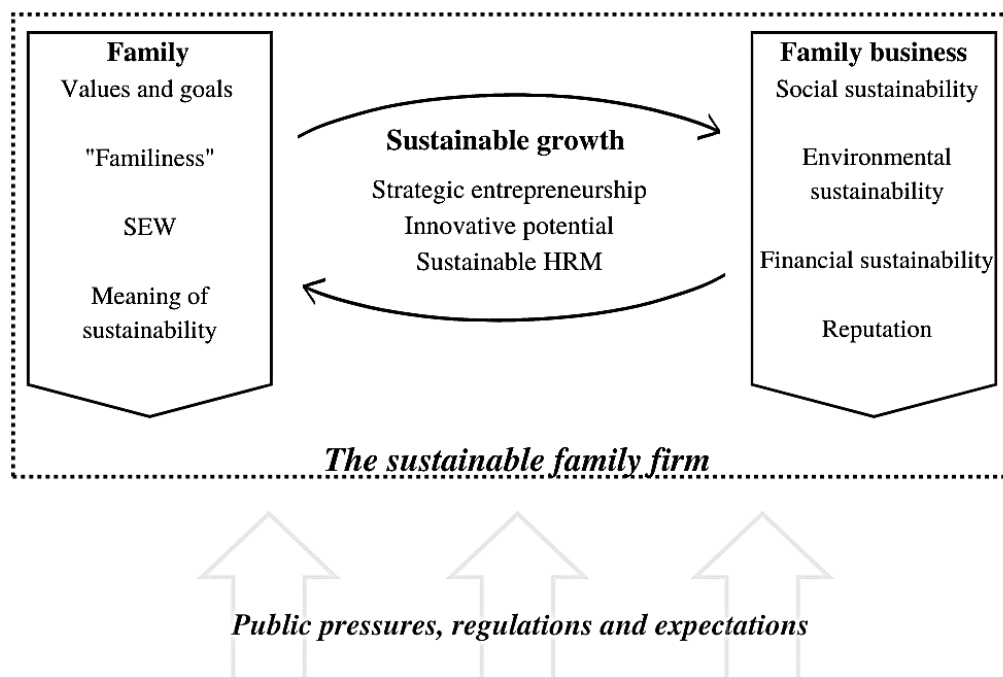 Family
Values and goals
"Familiness"
SEW
Meaning of
sustainability
Sustainable growth
Strategic entrepreneurship
Innovative potential
Sustainable HRM
Family business
Social sustainability
Environmental
sustainability
Financial sustainability
Reputation
The sustainable family firm
Public pressures, regulations and expectations